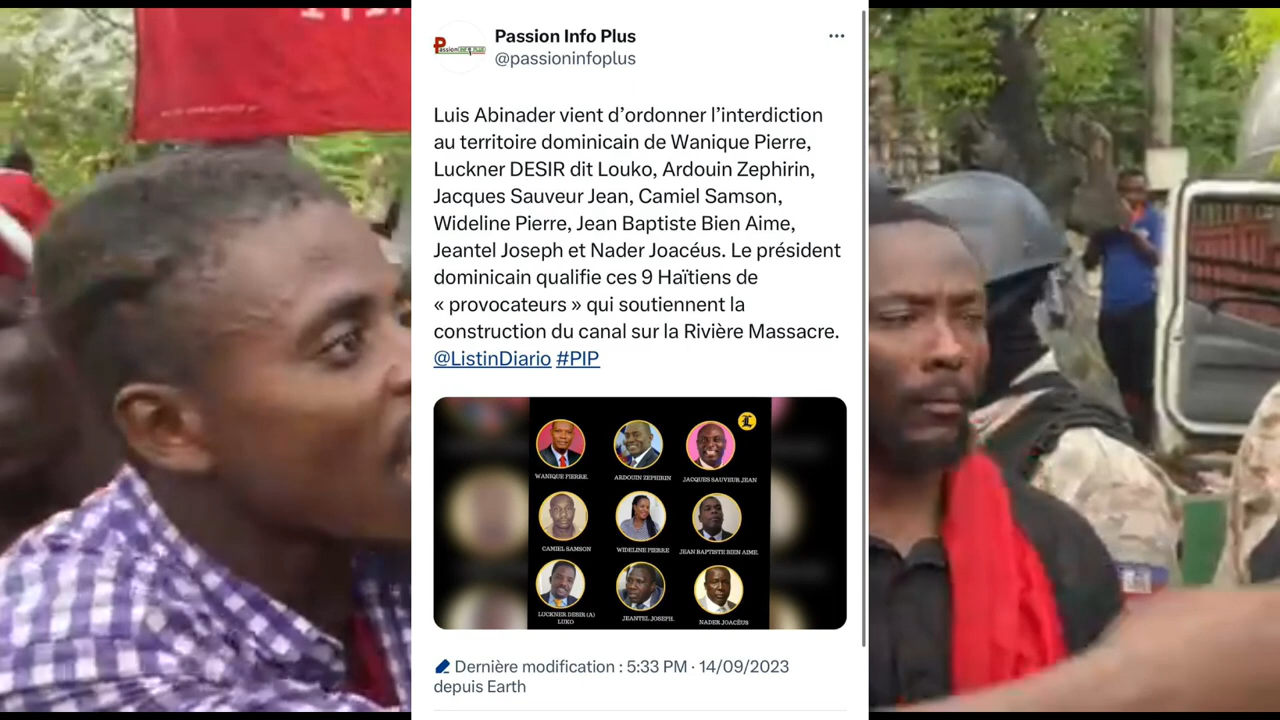 Passion Info Plus
@passioninfoplus
Luis Abinader vient d’ordonner l’interdiction
au territoire dominicain de Wanique Pierre,
Luckner DESIR dit Louko, Ardouin Zephirin,
Jacques Sauveur Jean, Camiel Samson,
Wideline Pierre, Jean Baptiste Bien Aime,
Jeantel Joseph et Nader Joacéus. Le président
dominicain qualifie ces 9 Haïtiens de
« provocateurs » qui soutiennent la
construction du canal sur la Rivière Massacre.
@ListinDiario #PIP
L
WANIQUE PIERRE.
ARDOUIN ZEPHIRIN
JACQUES SAUVEUR JEAN
CAMIEL SAMSON
WIDELINE PIERRE
JEAN BAPTISTE BIEN AIME.
LUCKNER DESIR (A)
LUKO
JEANTEL JOSEPH.
NADER JOACÉUS
Dernière modification : 5:33 PM · 14/09/2023
depuis Earth